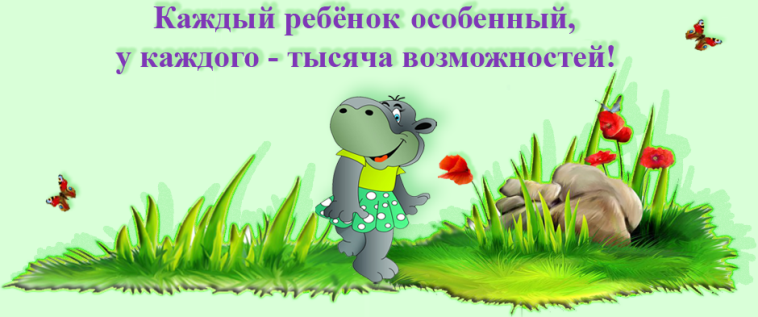 Каждый ребёнок особенный,
у каждого - тысяча возможностей!